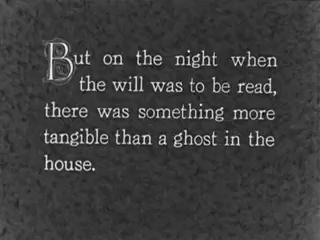 But on the night when
the will was to be read,
there was something more
tangible than a ghost in the
house.